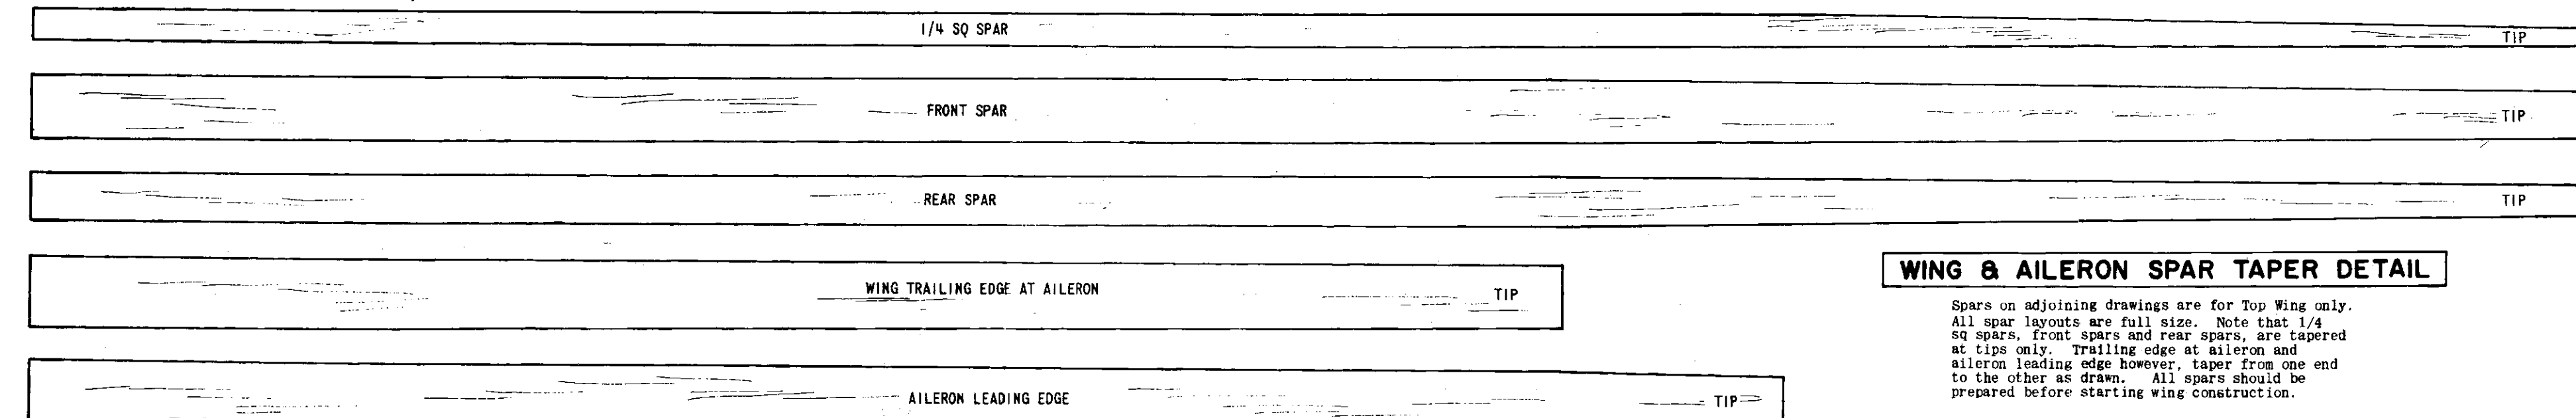 1/4 SQ SPAR
TIP
FRONT SPAR
TIP
REAR SPAR
TIP
WING TRAILING EDGE AT AILERON
TIP
AILERON LEADING EDGE
TIP
WING & AILERON SPAR TAPER DETAIL
Spars on adjoining drawings are for Top Wing only.
All spar layouts are full size. Note that 1/4
sq spars, front spars and rear spars, are tapered
at tips only. Trailing edge at aileron and
aileron leading edge however, taper from one end
to the other as drawn. All spars should be
prepared before starting wing construction.